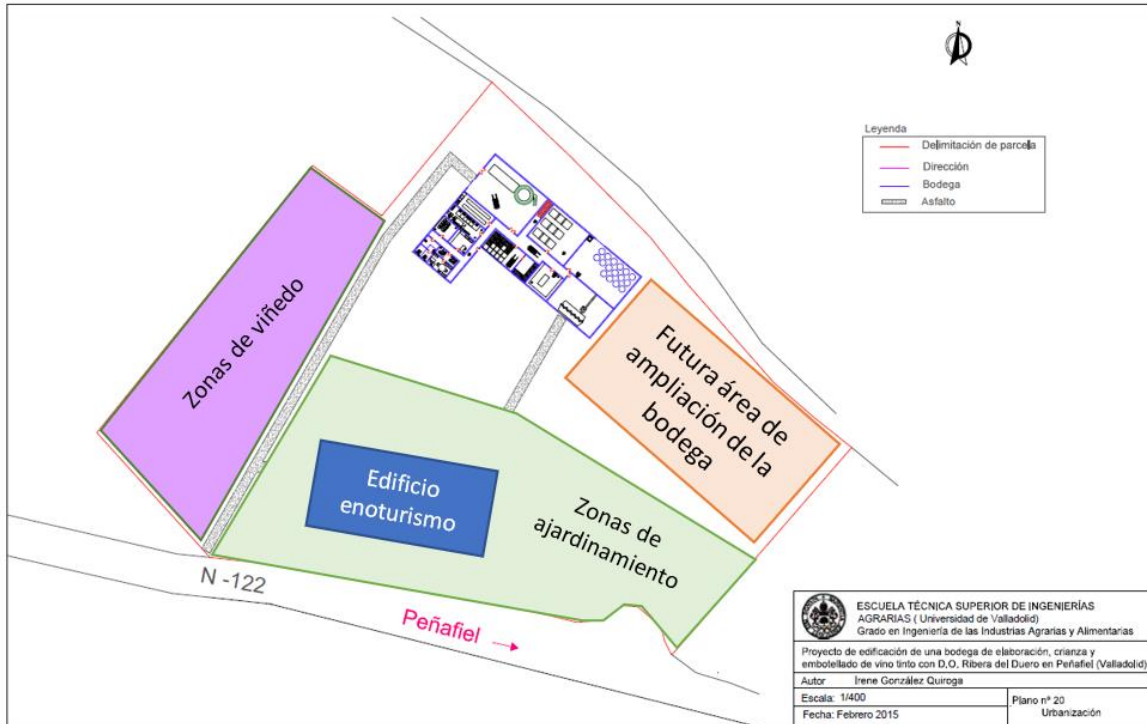 N
Leyenda
Delimitación de parcela
Dirección
Bodega
Asfalto
Zonas de viñedo
Futura área de
ampliación de la
bodega
Edificio
enoturismo
Zonas de
ajardinamiento
N -122
Peñafiel
ESCUELA TÉCNICA SUPERIOR DE INGENIERÍAS
AGRARIAS ( Universidad de Valladolid)
Grado en Ingeniería de las Industrias Agrarias y Alimentarias
Proyecto de edificación de una bodega de elaboración, crianza y
embotellado de vino tinto con D.O. Ribera del Duero en Peñafiel (Valladolid)
Autor Irene González Quiroga
Escala: 1/400
Plano nº 20
Urbanización
Fecha: Febrero 2015